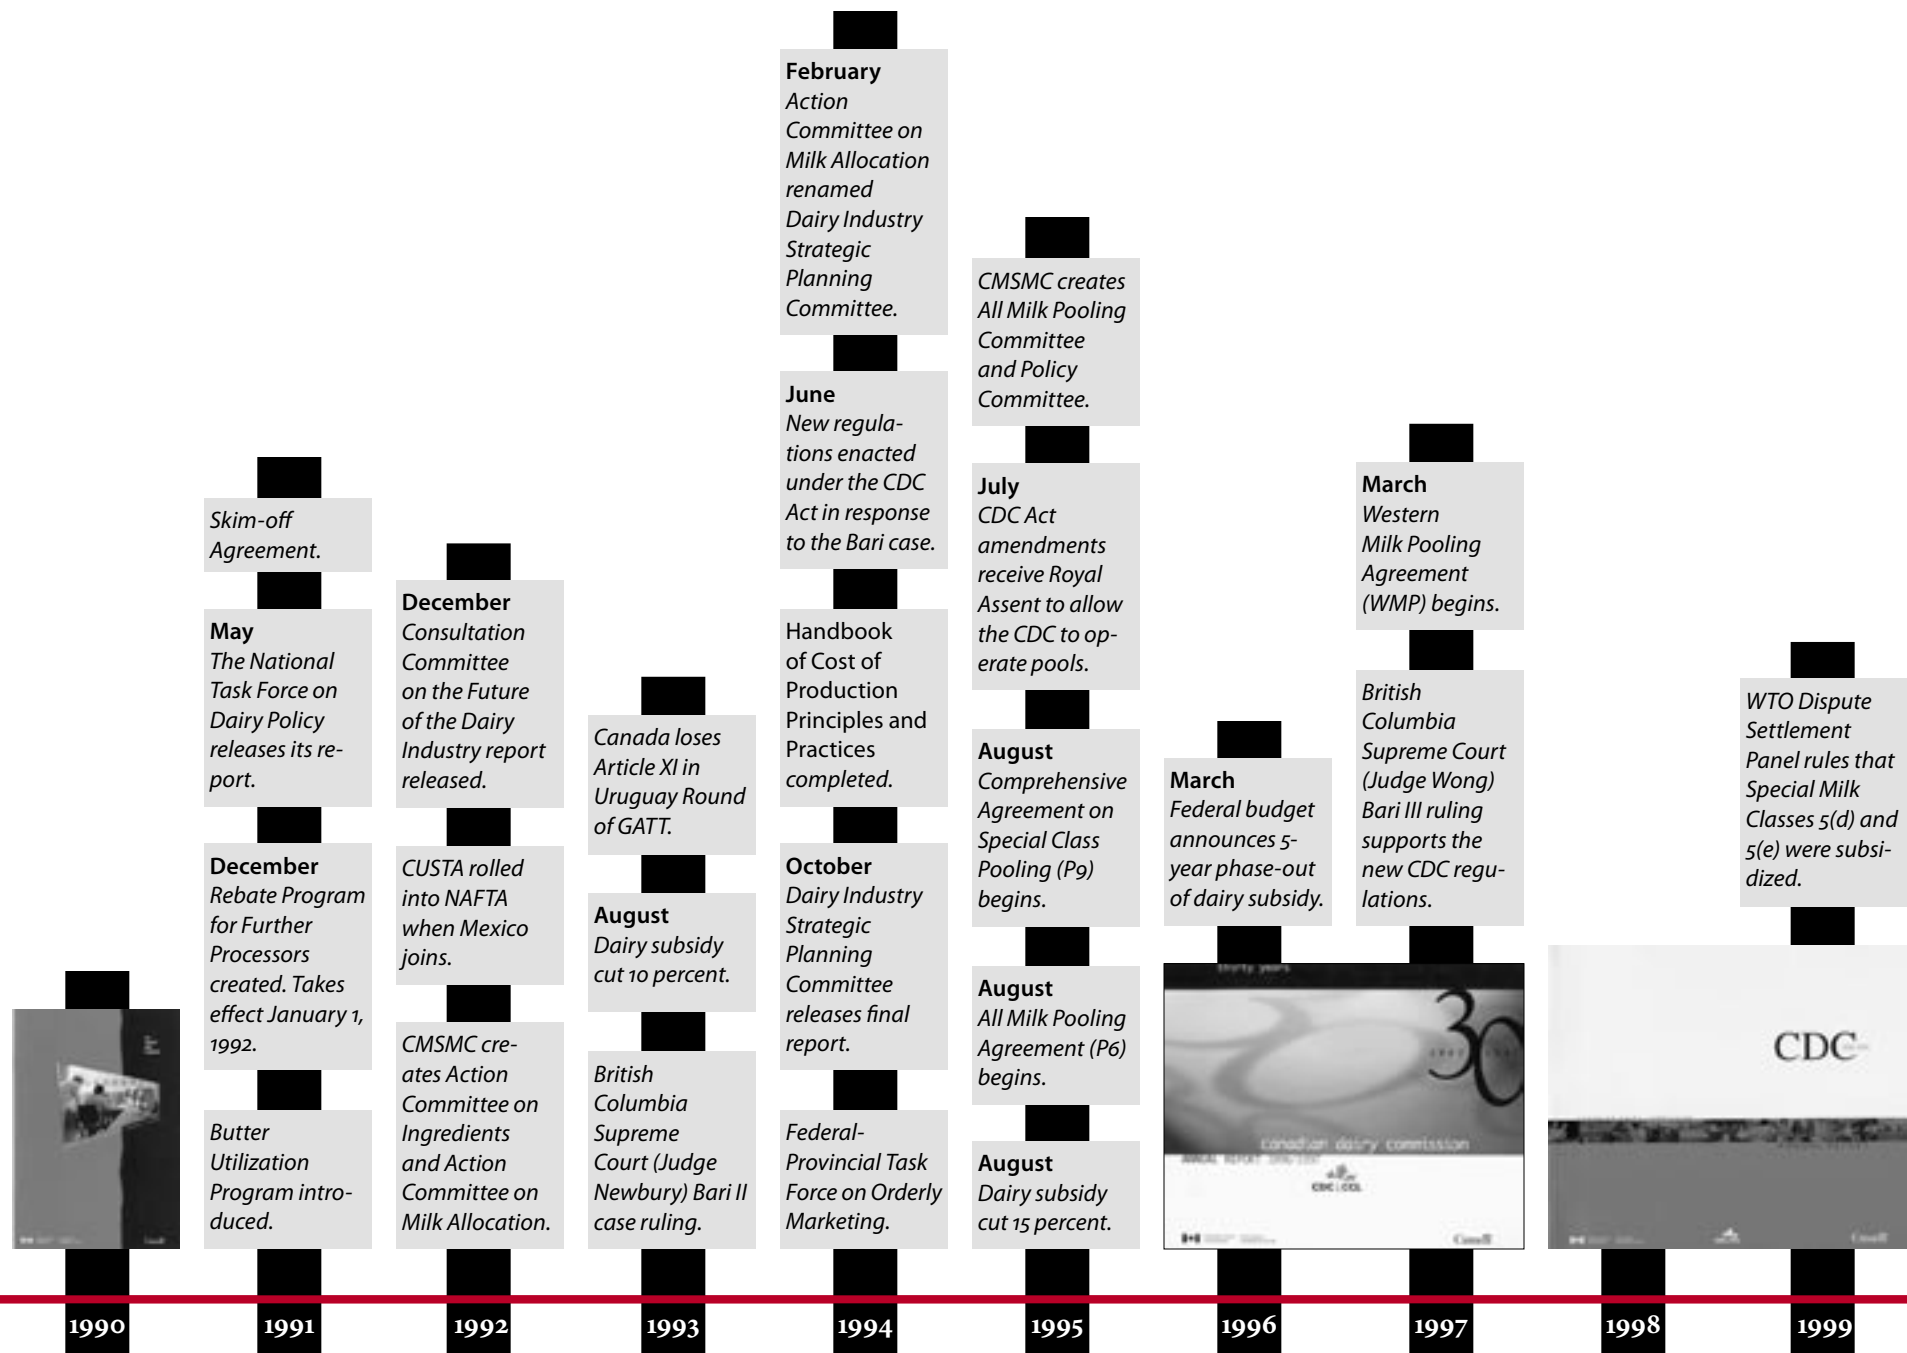 February
Action
Committee on
Milk Allocation
renamed
Dairy Industry
Strategic
Planning
Committee.
June
New regula-
tions enacted
under the CDC
Act in response
to the Bari case.
Handbook
of Cost of
Production
Principles and
Practices
completed.
October
Dairy Industry
Strategic
Planning
Committee
releases final
report.
Federal-
Provincial Task
Force on Orderly
Marketing.
CMSMC creates
All Milk Pooling
Committee
and Policy
Committee.
July
CDC Act
amendments
receive Royal
Assent to allow
the CDC to op-
erate pools.
August
Comprehensive
Agreement on
Special Class
Pooling (P9)
begins.
August
All Milk Pooling
Agreement (P6)
begins.
August
Dairy subsidy
cut 15 percent.
Skim-off
Agreement.
May
The National
Task Force on
Dairy Policy
releases its re-
port.
December
Rebate Program
for Further
Processors
created. Takes
effect January 1,
1992.
Butter
Utilization
Program intro-
duced.
December
Consultation
Committee
on the Future
of the Dairy
Industry report
released.
CUSTA rolled
into NAFTA
when Mexico
joins.
CMSMC cre-
ates Action
Committee on
Ingredients
and Action
Committee on
Milk Allocation.
Canada loses
Article XI in
Uruguay Round
of GATT.
August
Dairy subsidy
cut 10 percent.
British
Columbia
Supreme
Court (Judge
Newbury) Bari II
case ruling.
March
Federal budget
announces 5-
year phase-out
of dairy subsidy.
March
Western
Milk Pooling
Agreement
(WMP) begins.
British
Columbia
Supreme Court
(Judge Wong)
Bari III ruling
supports the
new CDC regu-
lations.
WTO Dispute
Settlement
Panel rules that
Special Milk
Classes 5(d) and
5(e) were subsi-
dized.
thirty years
30
canadian dairy commission
ANNUAL REPORT 1996/1997
CDC CCL
Canada
CDC
Canada
1990
1991
1992
1993
1994
1995
1996
1997
1998
1999